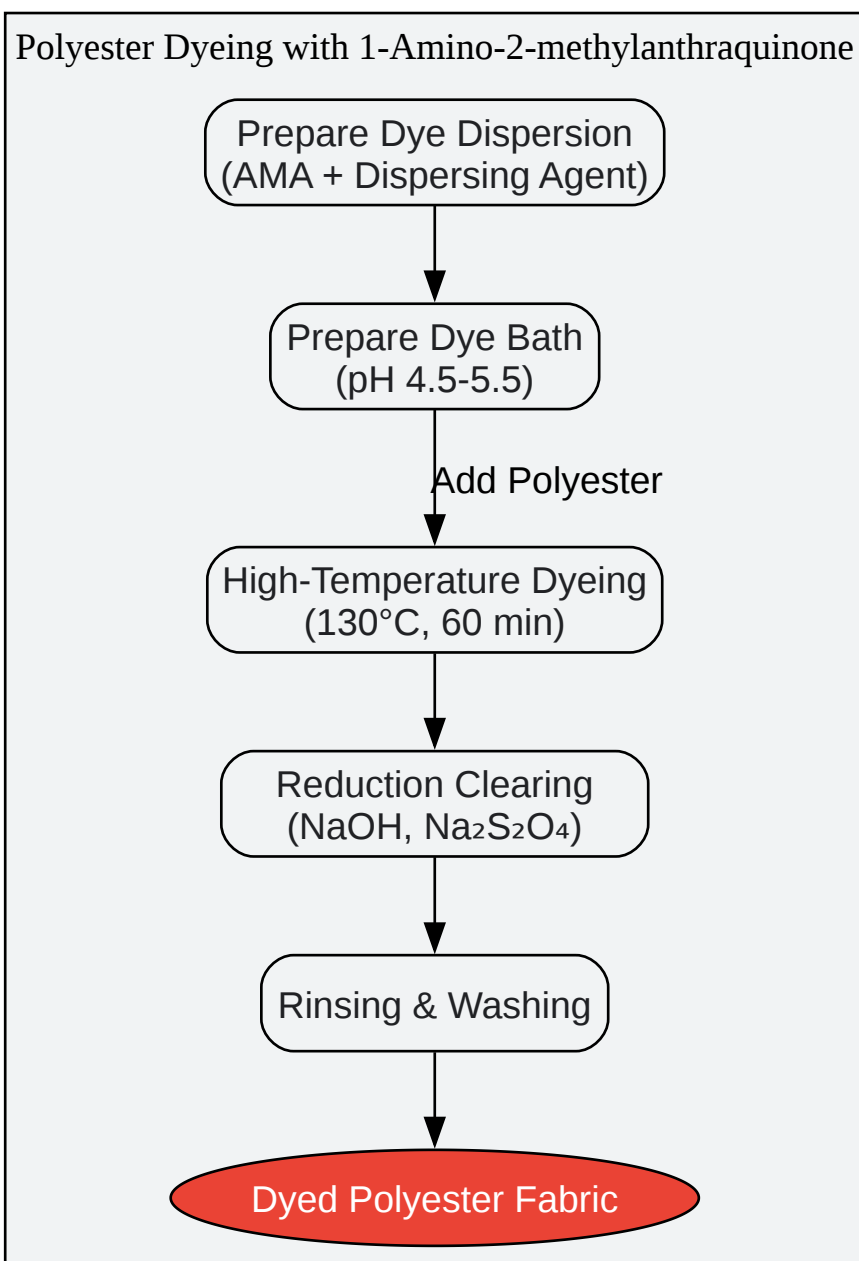 Polyester Dyeing with 1-Amino-2-methylanthraquinone
Prepare Dye Dispersion
(AMA + Dispersing Agent)
Prepare Dye Bath
(pH 4.5-5.5)
Add Polyester
High-Temperature Dyeing
(130°C, 60 min)
Reduction Clearing
(NaOH, Na₂S₂O₄)
Rinsing & Washing
Dyed Polyester Fabric